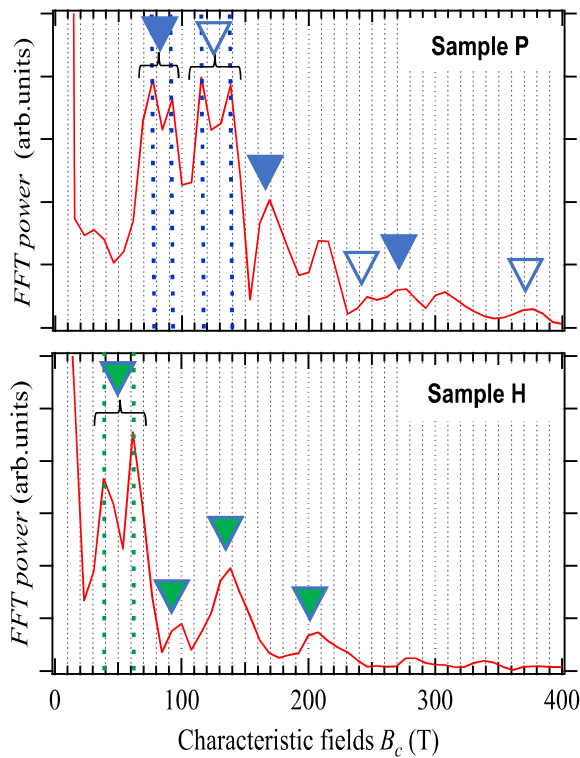 Sample P
FFT power (arb.units)
Sample H
FFT power (arb.units)
0 100 200 300 400
Characteristic fields Bc (T)